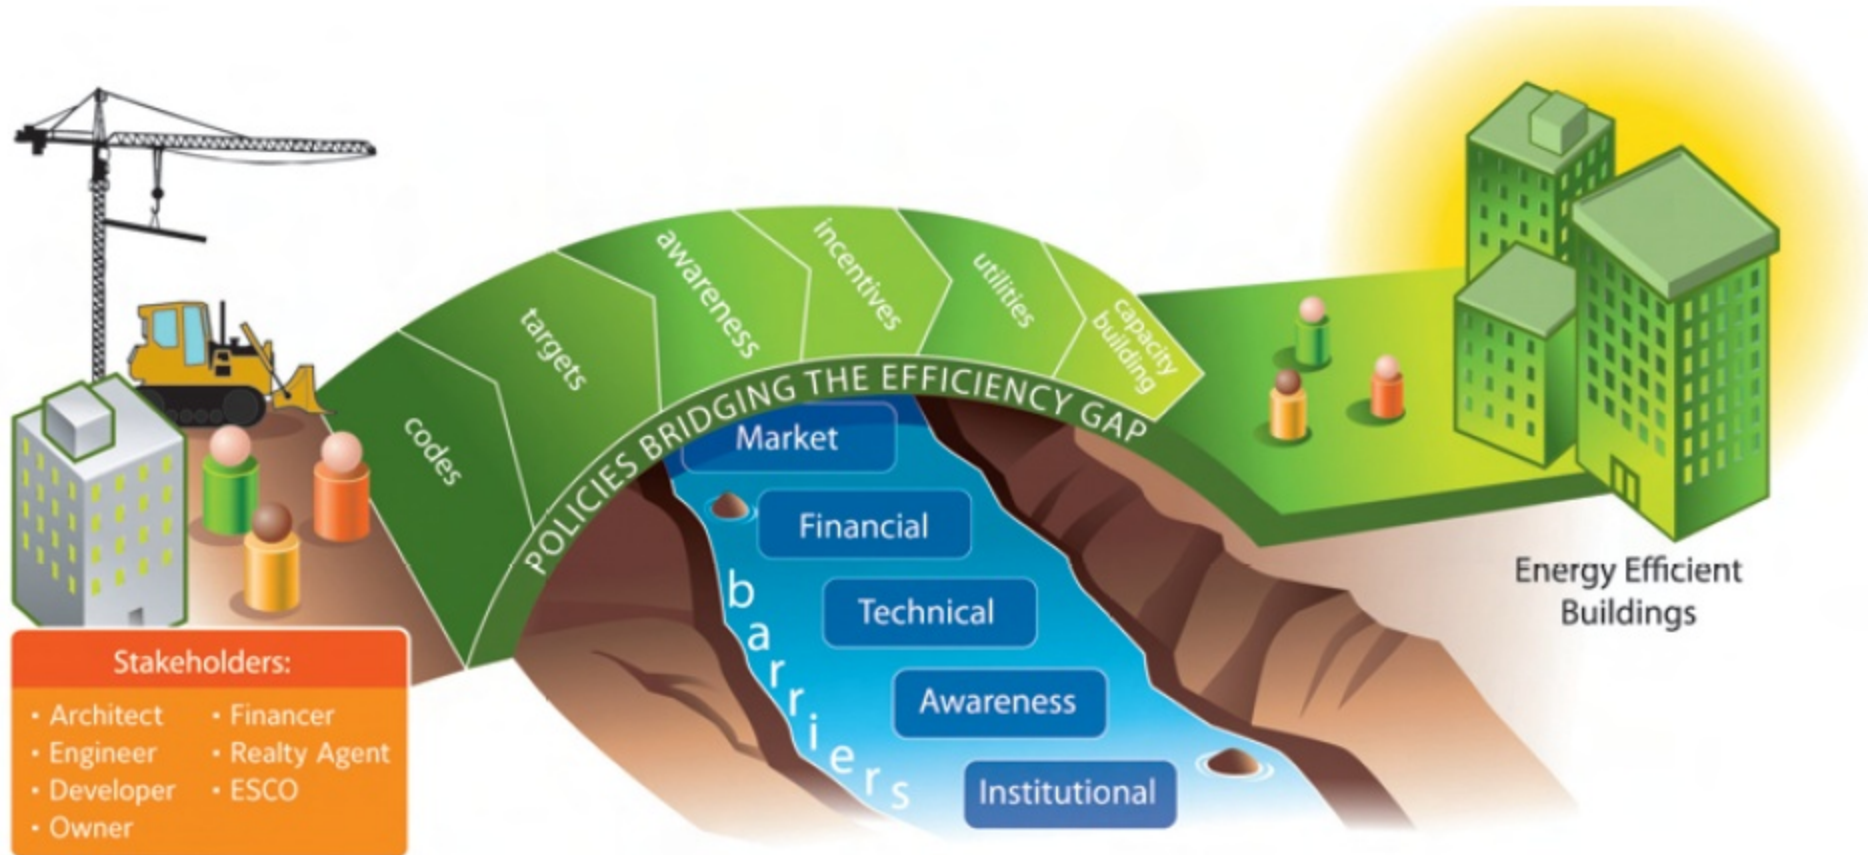 codes
targets
awareness
incentives
utilities
capacity
building
POLICIES BRIDGING THE EFFICIENCY GAP
Market
Financial
Technical
Awareness
Institutional
barriers
Energy Efficient
Buildings
Stakeholders:
• Architect
• Engineer
• Developer
• Owner
• Financer
• Realty Agent
• ESCO